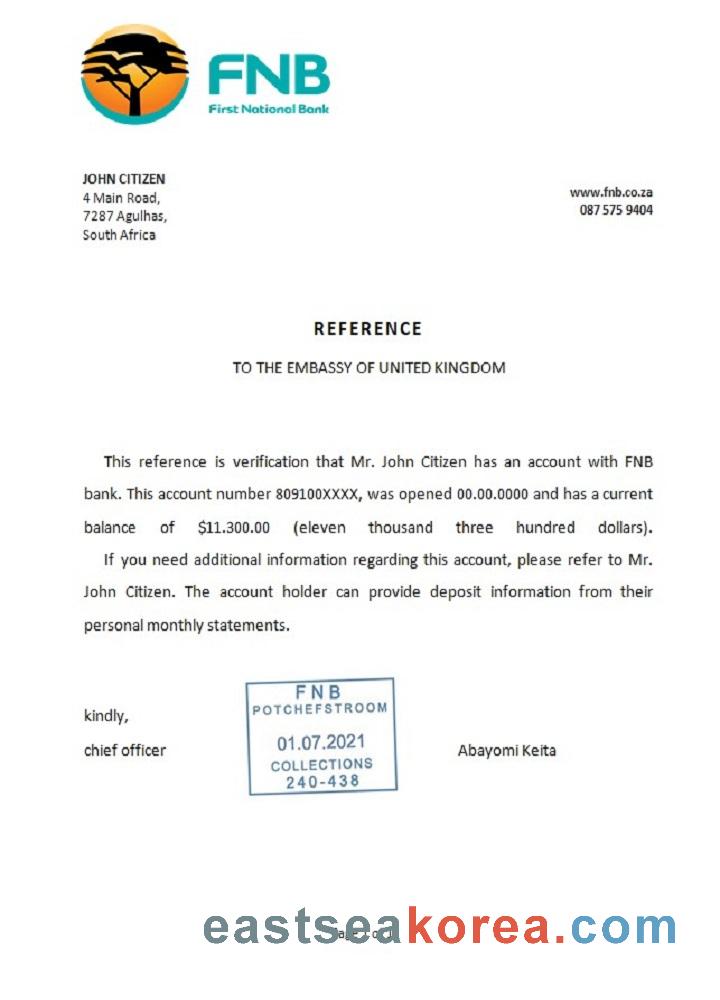 FNB
First National Bank
JOHN CITIZEN
4 Main Road,
7287 Agulhas,
South Africa
www.fnb.co.za
087 575 9404
REFERENCE
TO THE EMBASSY OF UNITED KINGDOM
This reference is verification that Mr. John Citizen has an account with FNB
bank. This account number 809100XXXX, was opened 00.00.0000 and has a current
balance of $11.300.00 (eleven thousand three hundred dollars).
If you need additional information regarding this account, please refer to Mr.
John Citizen. The account holder can provide deposit information from their
personal monthly statements.
kindly,
chief officer
FNB
POTCHEFSTROOM
01.07.2021
COLLECTIONS
240-438
Abayomi Keita
eastseakorea.com